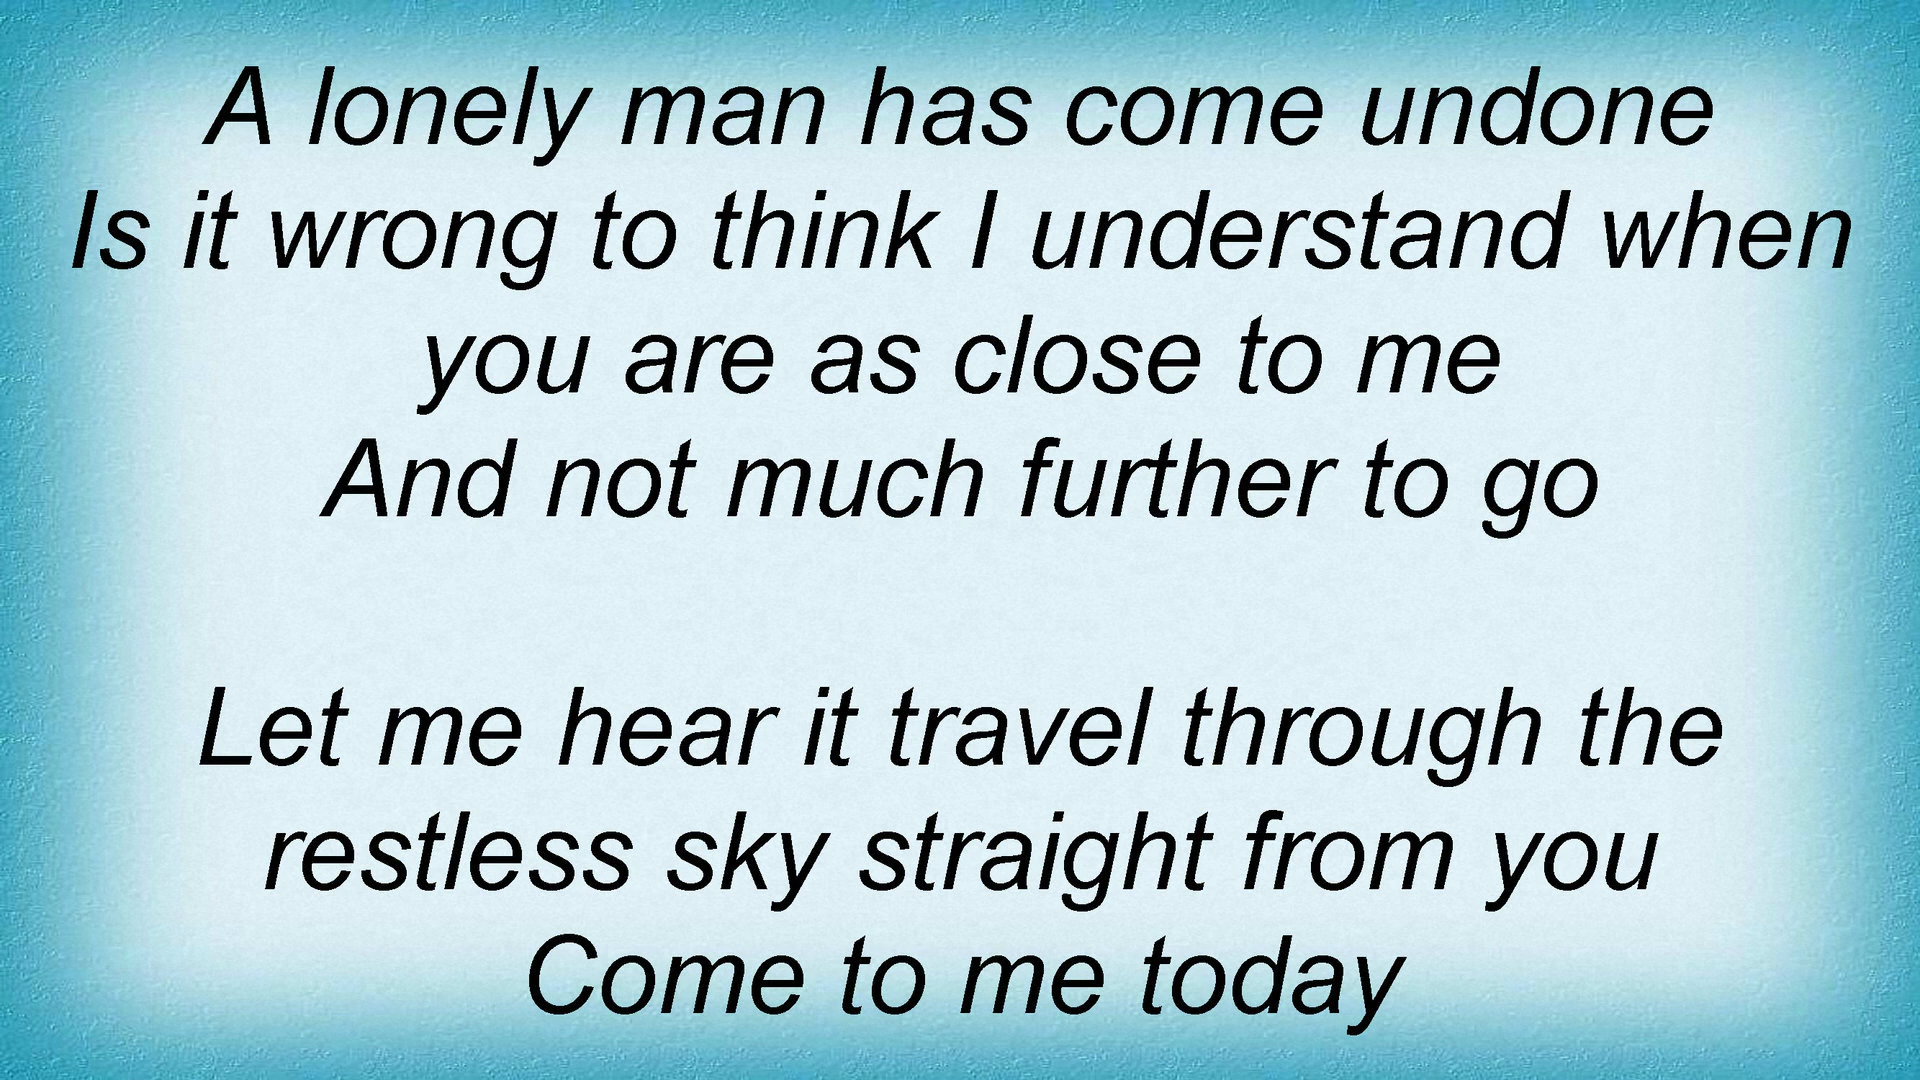 A lonely man has come undone
Is it wrong to think I understand when
you are as close to me
And not much further to go
Let me hear it travel through the
restless sky straight from you
Come to me today